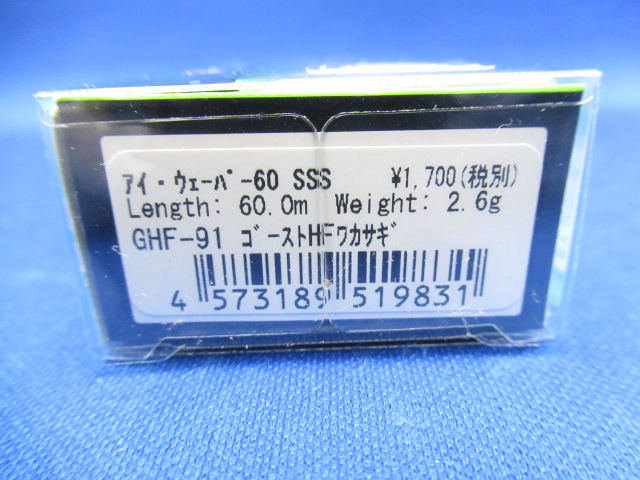 ｱｲ・ｳｪｰﾊﾞｰ-60 SSS ¥1,700(税別)
Length: 60.0m Weight: 2.6g
GHF-91 ｺﾞｰｽﾄHFﾜｶｻｷﾞ
4 573189 519831